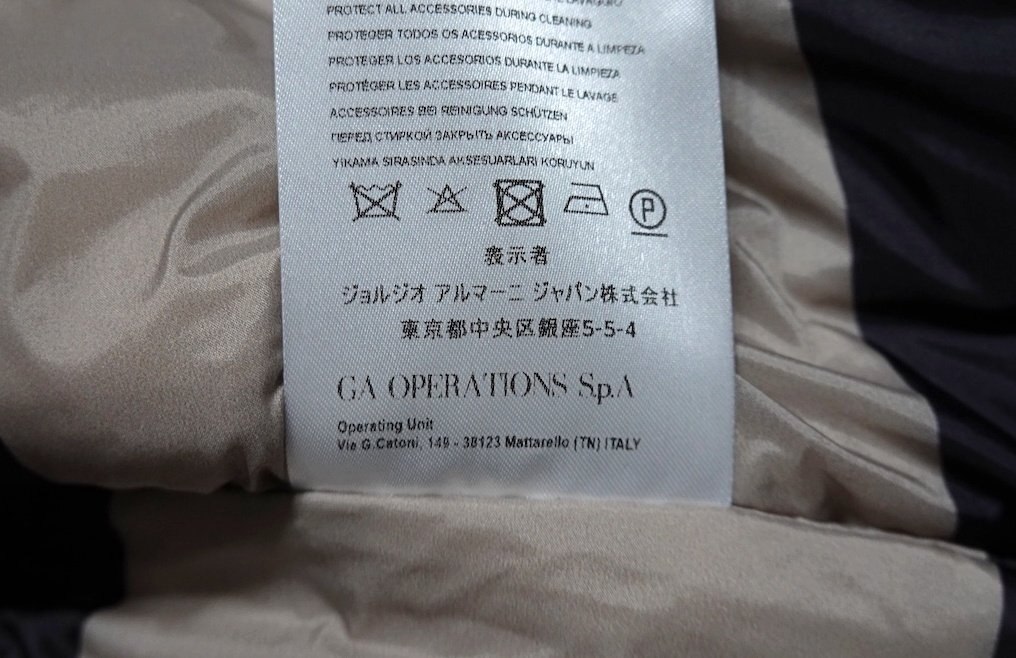 LAVAGGIO
PROTECT ALL ACCESSORIES DURING CLEANING
PROTEGER TODOS OS ACESSORIOS DURANTE A LIMPEZA
PROTEGER LOS ACCESORIOS DURANTE LA LIMPIEZA
PROTÉGER LES ACCESSOIRES PENDANT LE LAVAGE
ACCESSOIRES BEI REINIGUNG SCHÜTZEN
ПЕРЕД СТИРКОЙ ЗАКРЫТЬ АКСЕССУАРЫ
YIKAMA SIRASINDA AKSESUARLARI KORUYUN
P
表示者
ジョルジオ アルマーニ ジャパン株式会社
東京都中央区銀座5-5-4
GA OPERATIONS S.p.A
Operating Unit
Via G.Catoni, 149 - 38123 Mattarello (TN) ITALY